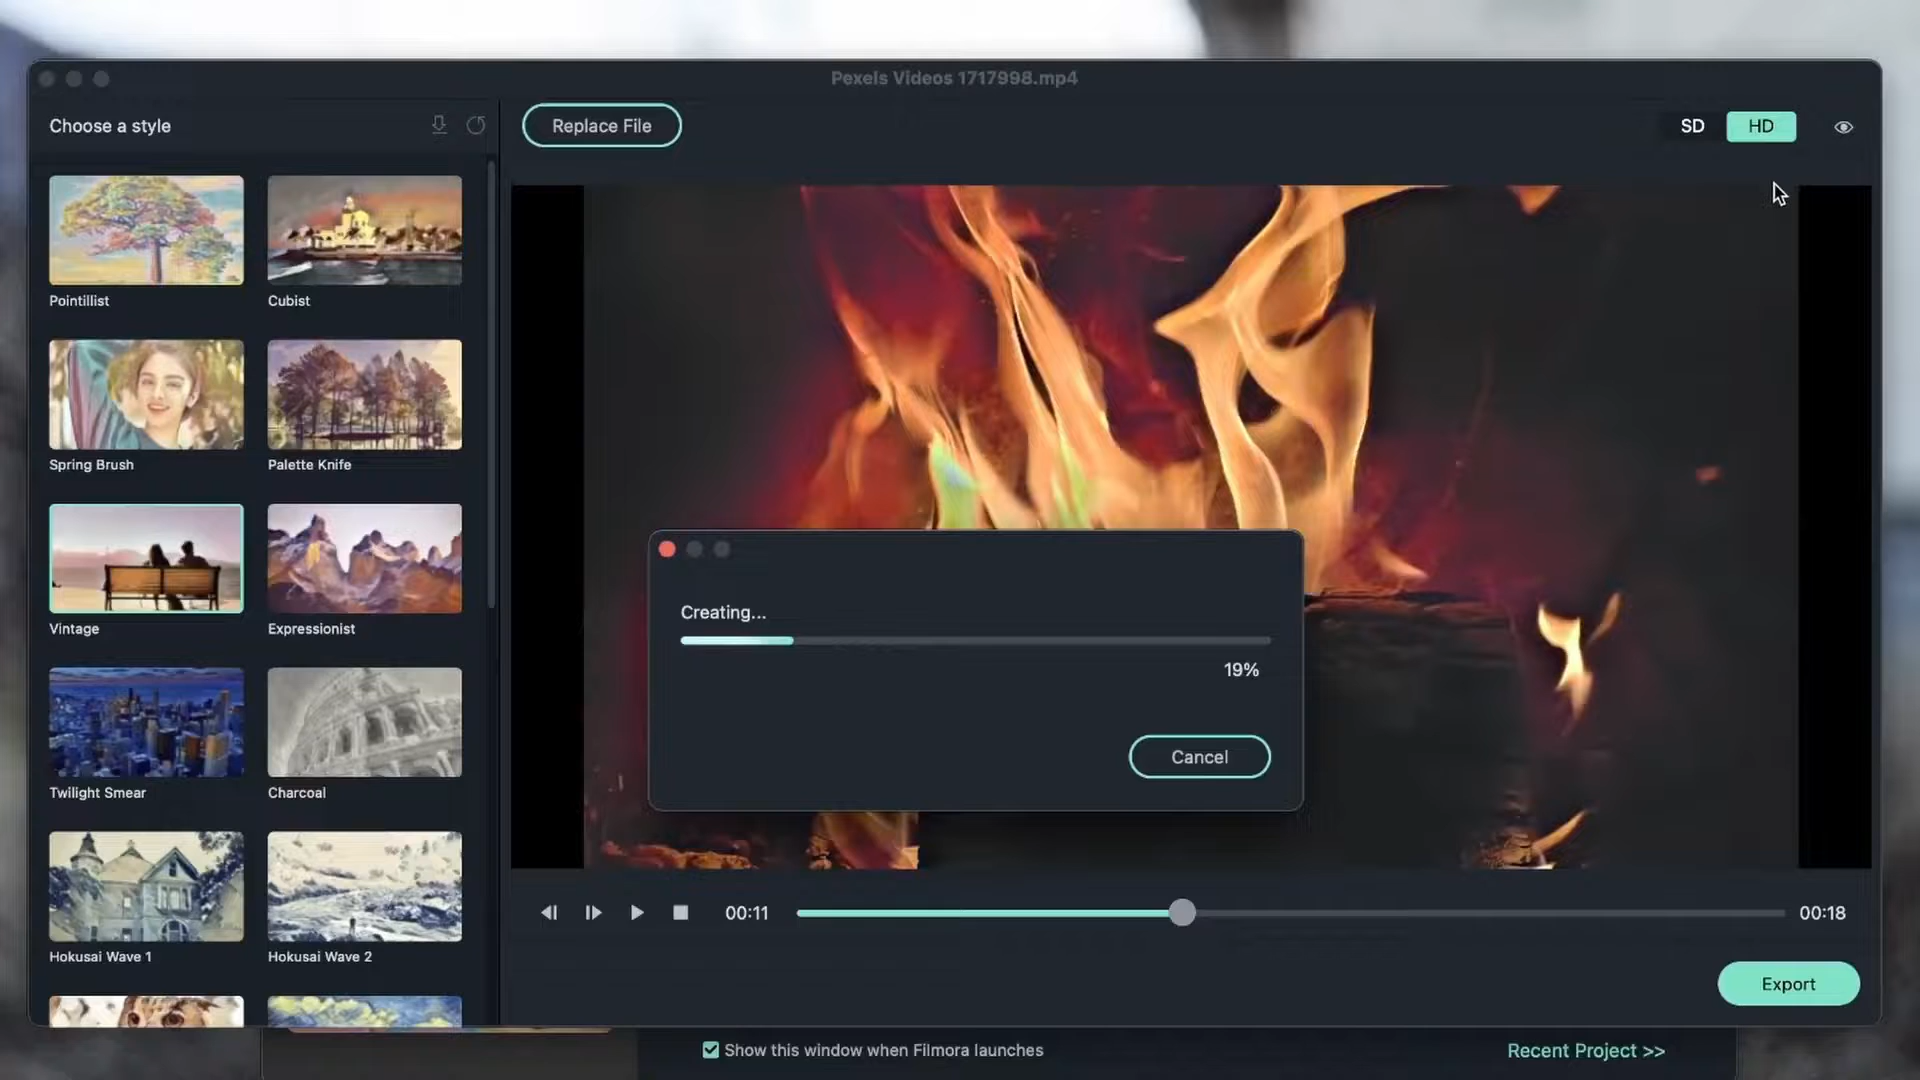 Pexels Videos 1717998.mp4
Choose a style
Replace File
SD
HD
Pointillist
Cubist
Spring Brush
Palette Knife
Vintage
Expressionist
Twilight Smear
Charcoal
Hokusai Wave 1
Hokusai Wave 2
Creating...
19%
Cancel
00:11
00:18
Export
Show this window when Filmora launches
Recent Project >>